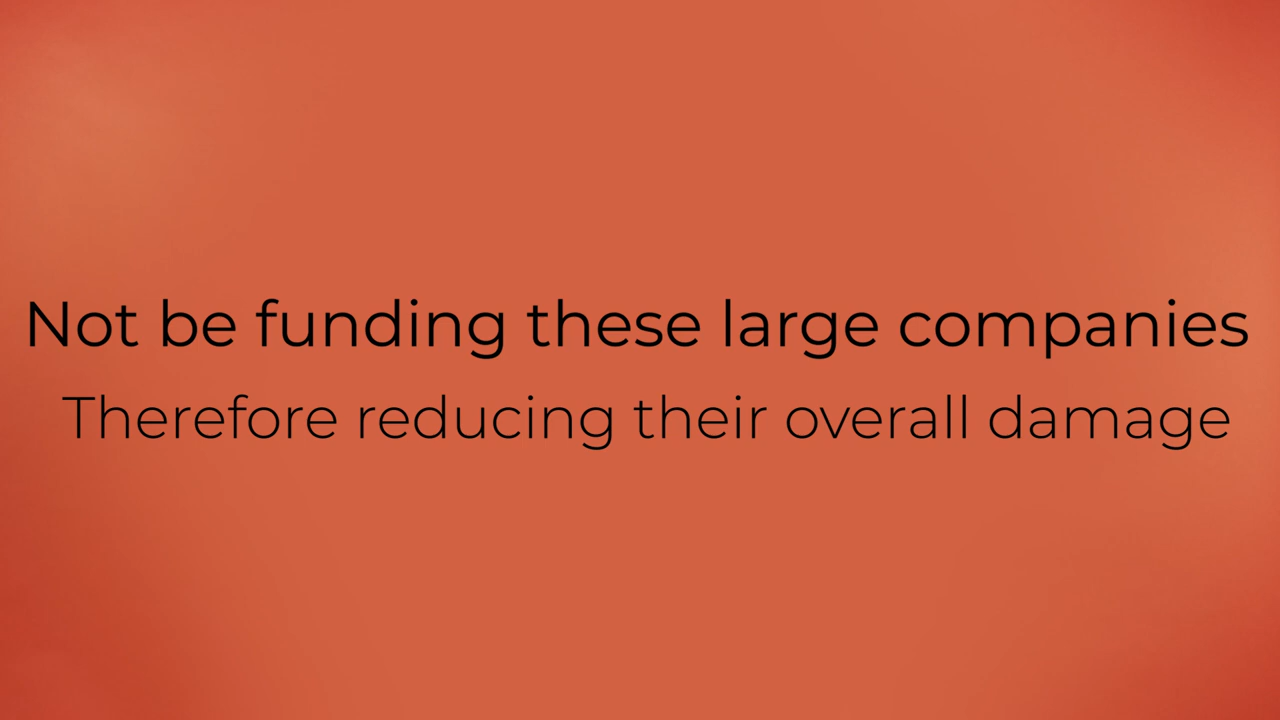 Not be funding these large companies
Therefore reducing their overall damage